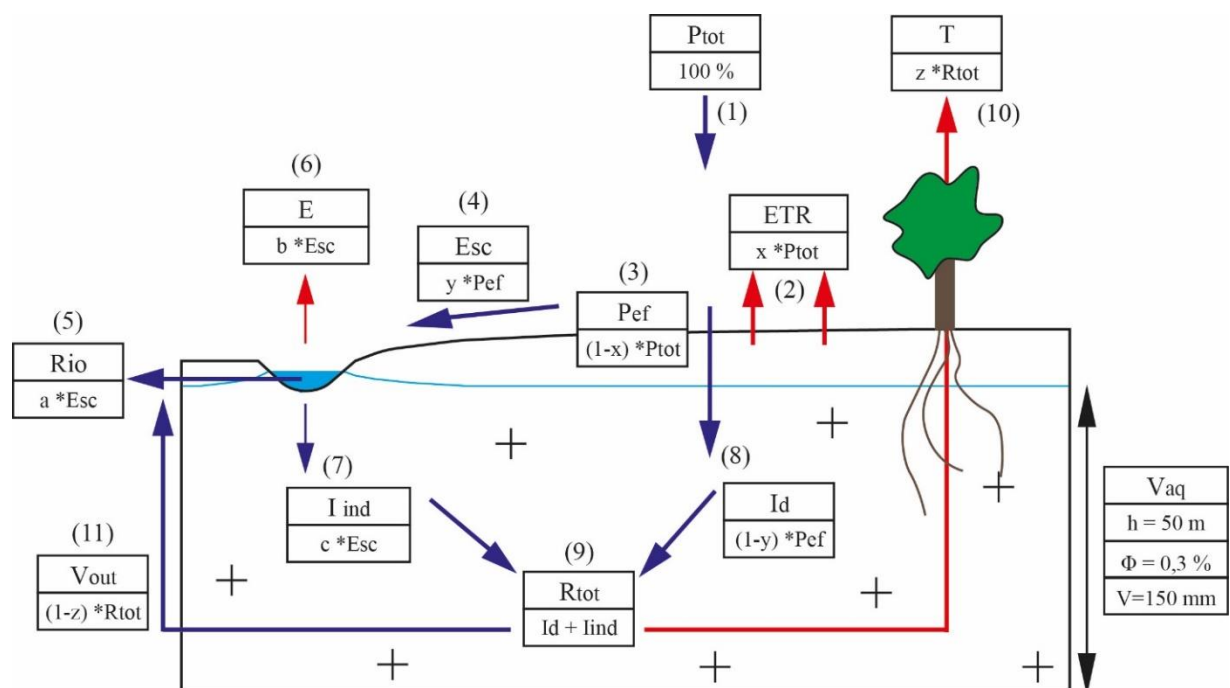 Ptot
100 %
(1)
T
z *Rtot
(10)
(6)
E
b *Esc
(4)
Esc
y *Pef
ETR
x *Ptot
(2)
(3)
Pef
(1-x) *Ptot
(5)
Rio
a *Esc
(7)
I ind
c *Esc
(8)
Id
(1-y) *Pef
Vaq
h = 50 m
Φ = 0,3 %
V=150 mm
(11)
Vout
(1-z) *Rtot
(9)
Rtot
Id + Iind